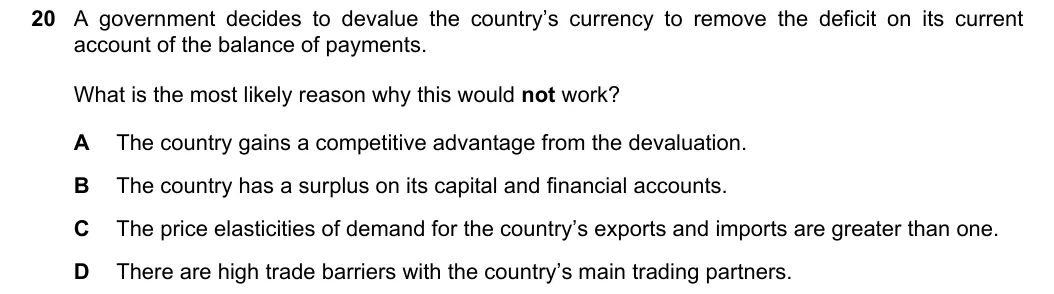 20 A government decides to devalue the country's currency to remove the deficit on its current
account of the balance of payments.
What is the most likely reason why this would not work?
A The country gains a competitive advantage from the devaluation.
B The country has a surplus on its capital and financial accounts.
C The price elasticities of demand for the country's exports and imports are greater than one.
D There are high trade barriers with the country's main trading partners.